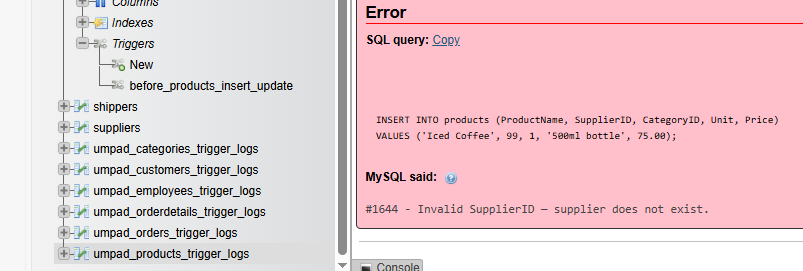 Columns
Indexes
Triggers
New
before_products_insert_update
shippers
suppliers
umpad_categories_trigger_logs
umpad_customers_trigger_logs
umpad_employees_trigger_logs
umpad_orderdetails_trigger_logs
umpad_orders_trigger_logs
umpad_products_trigger_logs
Error
SQL query: Copy
INSERT INTO products (ProductName, SupplierID, CategoryID, Unit, Price)
VALUES ('Iced Coffee', 99, 1, '500ml bottle', 75.00);
MySQL said:
#1644 - Invalid SupplierID — supplier does not exist.
Console